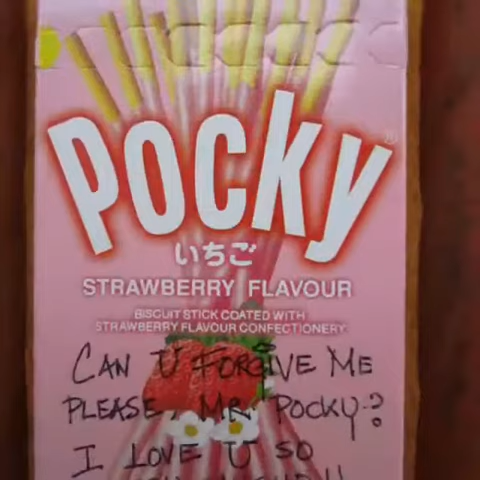 Pocky
いちご
STRAWBERRY FLAVOUR
BISCUIT STICK COATED WITH
STRAWBERRY FLAVOUR CONFECTIONERY
CAN U FORGIVE ME
PLEASE, MR POCKY?
I LOVE U SO